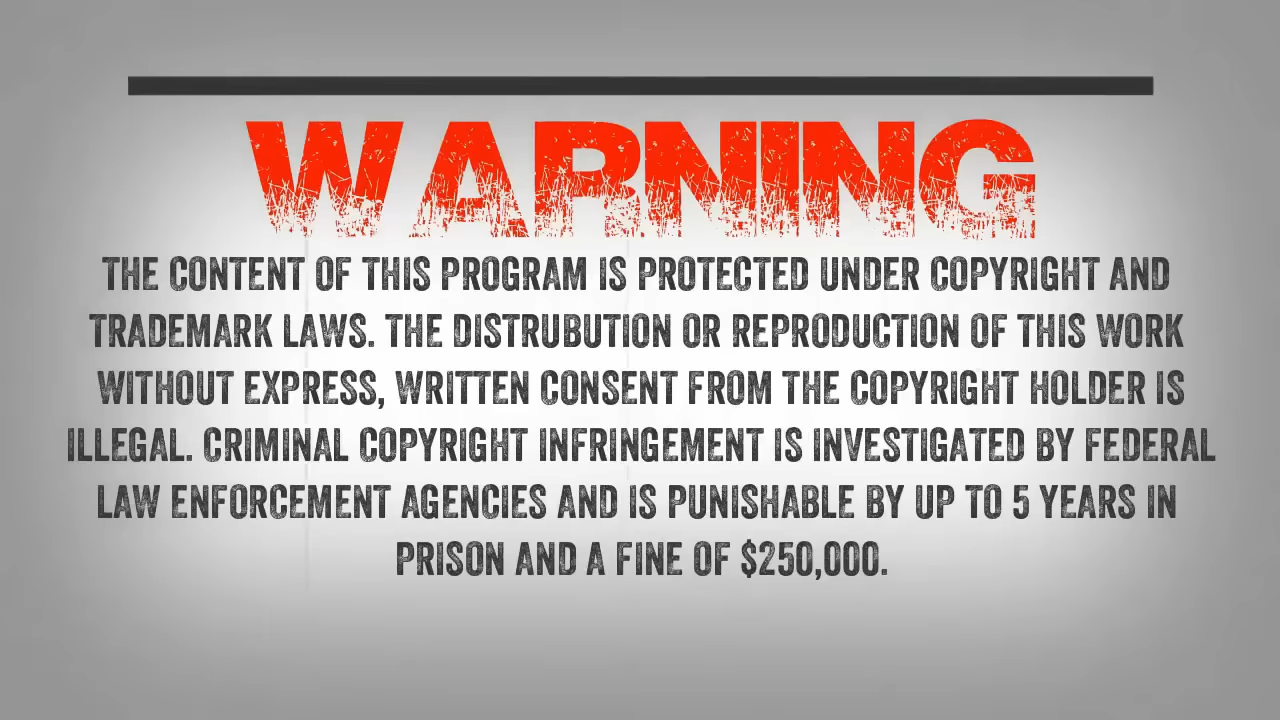 WARNING
THE CONTENT OF THIS PROGRAM IS PROTECTED UNDER COPYRIGHT AND
TRADEMARK LAWS. THE DISTRUBUTION OR REPRODUCTION OF THIS WORK
WITHOUT EXPRESS, WRITTEN CONSENT FROM THE COPYRIGHT HOLDER IS
ILLEGAL. CRIMINAL COPYRIGHT INFRINGEMENT IS INVESTIGATED BY FEDERAL
LAW ENFORCEMENT AGENCIES AND IS PUNISHABLE BY UP TO 5 YEARS IN
PRISON AND A FINE OF $250,000.